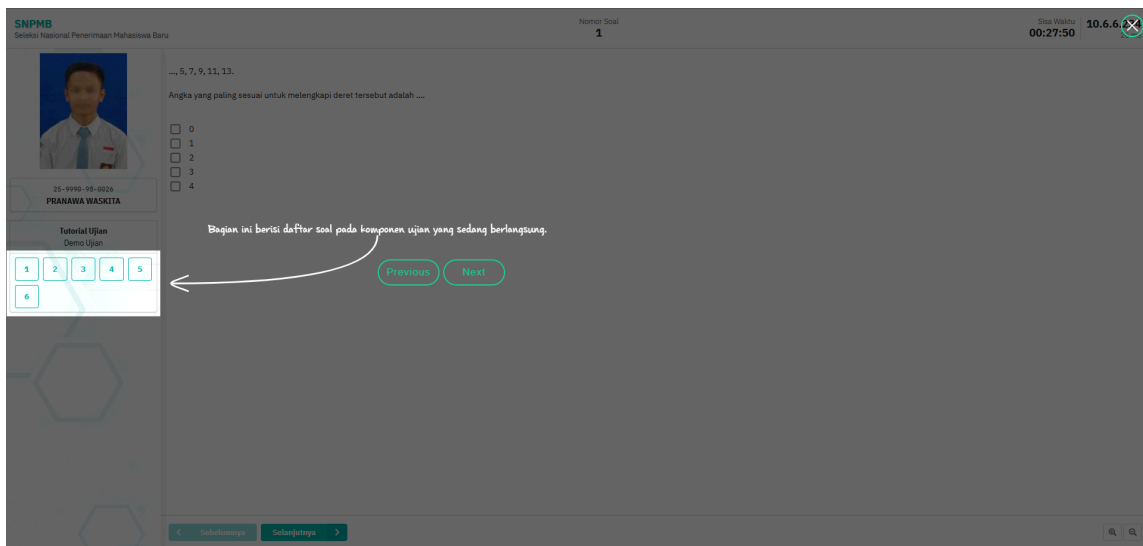 SNPMB
Seleksi Nasional Penerimaan Mahasiswa Baru
Nomor Soal
1
Sisa Waktu
00:27:50
10.6.6.
25-9990-98-0026
PRANAWA WASKITA
Tutorial Ujian
Demo Ujian
1 2 3 4 5
6
..., 5, 7, 9, 11, 13.
Angka yang paling sesuai untuk melengkapi deret tersebut adalah ....
0
1
2
3
4
Bagian ini berisi daftar soal pada komponen ujian yang sedang berlangsung.
Previous Next
Sebelumnya Selanjutnya